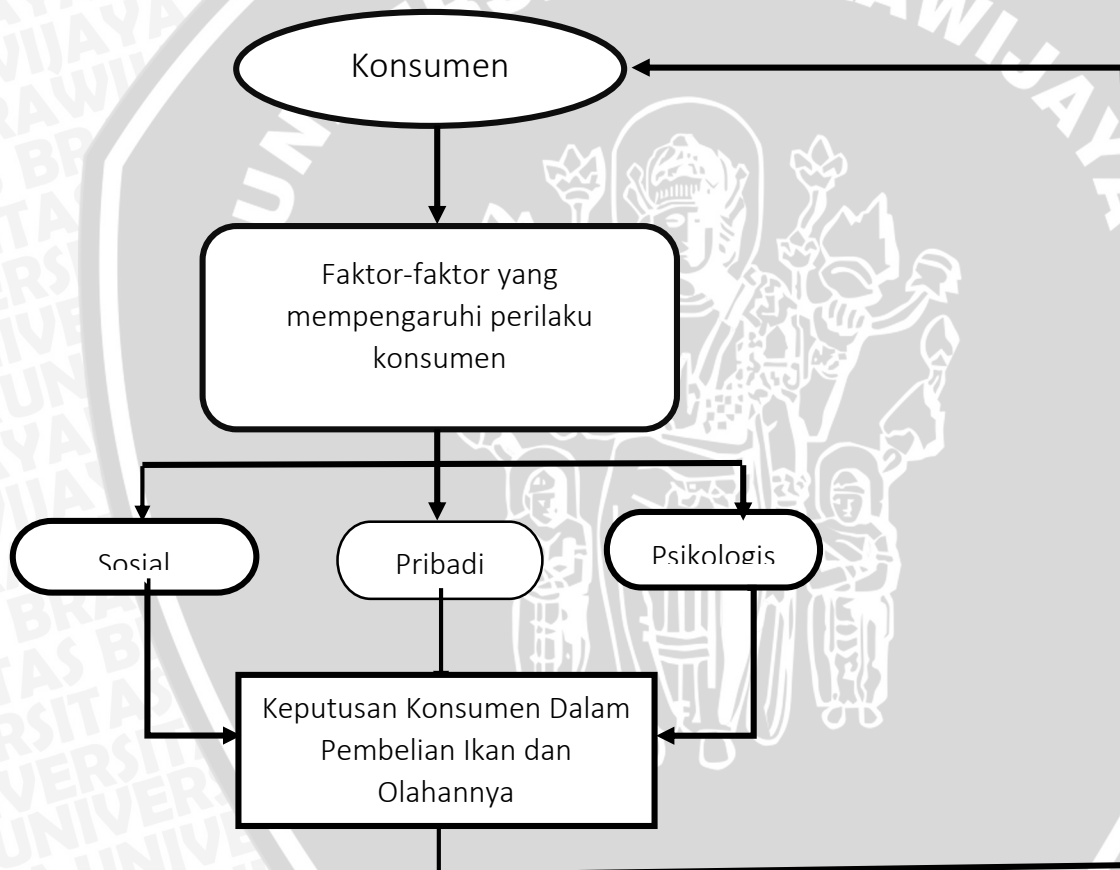 Konsumen
Faktor-faktor yang
mempengaruhi perilaku
konsumen
Sosial
Pribadi
Psikologis
Keputusan Konsumen Dalam
Pembelian Ikan dan
Olahannya